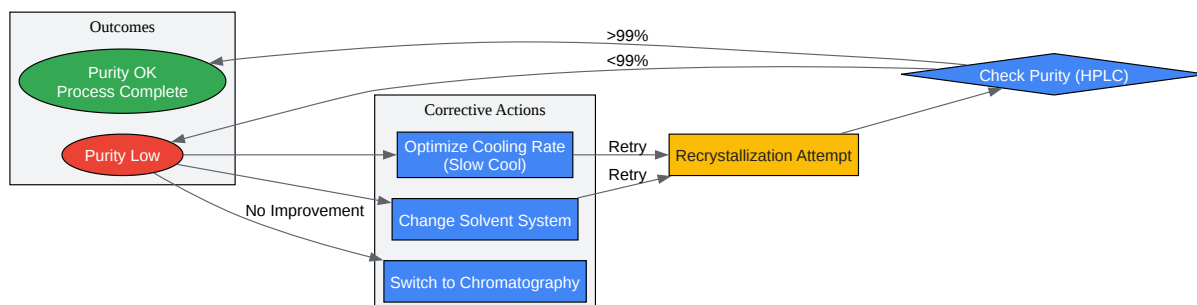 Outcomes
Purity OK
Process Complete
Purity Low
>99%
<99%
No Improvement
Corrective Actions
Optimize Cooling Rate
(Slow Cool)
Change Solvent System
Switch to Chromatography
Retry
Retry
Recrystallization Attempt
Check Purity (HPLC)